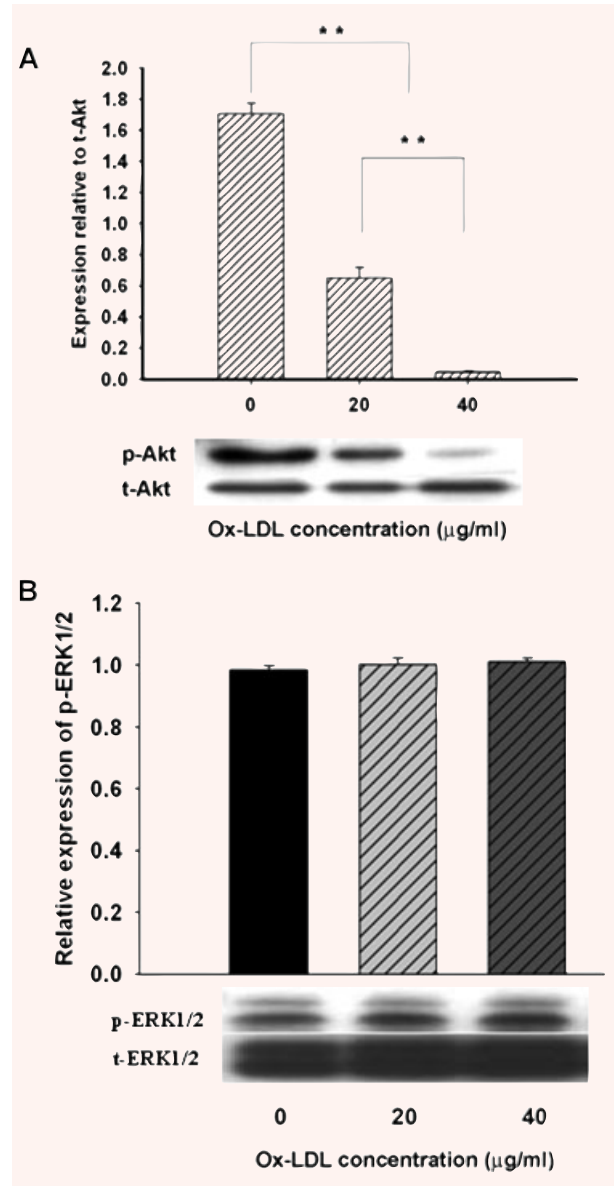 A
* *
* *
Expression relative to t-Akt
2.0
1.8
1.6
1.4
1.2
1.0
0.8
0.6
0.4
0.2
0.0
0 20 40
p-Akt
t-Akt
Ox-LDL concentration (μg/ml)
B
Relative expression of p-ERK1/2
1.2
1.0
0.8
0.6
0.4
0.2
0.0
p-ERK1/2
t-ERK1/2
0 20 40
Ox-LDL concentration (μg/ml)